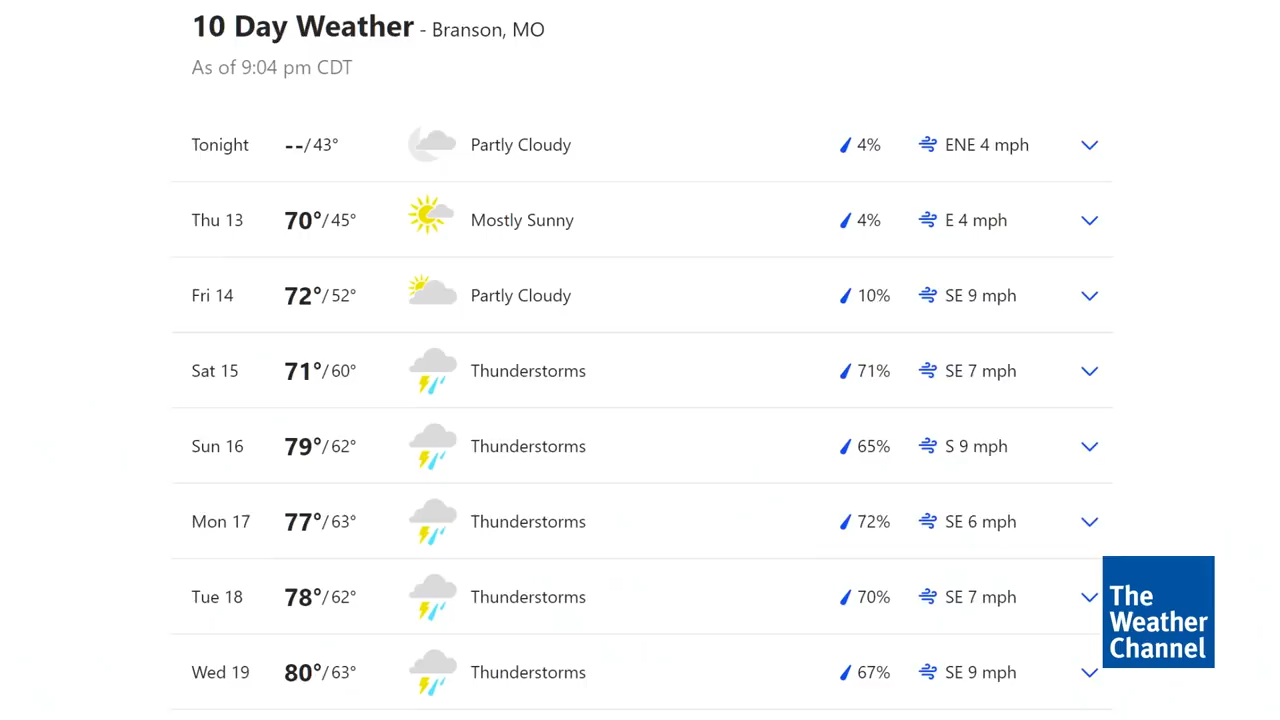 10 Day Weather - Branson, MO
As of 9:04 pm CDT
Tonight --/43° Partly Cloudy 4% ENE 4 mph
Thu 13 70°/45° Mostly Sunny 4% E 4 mph
Fri 14 72°/52° Partly Cloudy 10% SE 9 mph
Sat 15 71°/60° Thunderstorms 71% SE 7 mph
Sun 16 79°/62° Thunderstorms 65% S 9 mph
Mon 17 77°/63° Thunderstorms 72% SE 6 mph
Tue 18 78°/62° Thunderstorms 70% SE 7 mph
Wed 19 80°/63° Thunderstorms 67% SE 9 mph
The
Weather
Channel